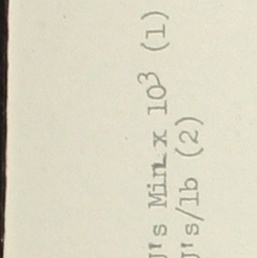 J's Min x 10³ (1)
J's/lb (2)